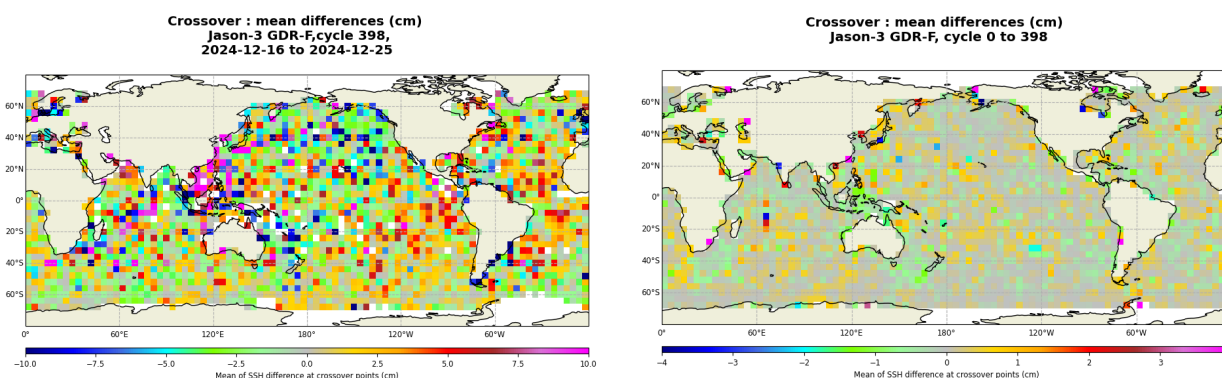 Crossover : mean differences (cm)
Jason-3 GDR-F,cycle 398,
2024-12-16 to 2024-12-25
60°N
40°N
20°N
0°
20°S
40°S
60°S
0°
60°E
120°E
180°
120°W
60°W
−10.0
−7.5
−5.0
−2.5
0.0
2.5
5.0
7.5
10.0
Mean of SSH difference at crossover points (cm)
Crossover : mean differences (cm)
Jason-3 GDR-F, cycle 0 to 398
60°N
40°N
20°N
0°
20°S
40°S
60°S
0°
60°E
120°E
180°
120°W
60°W
−4
−3
−2
−1
0
1
2
3
Mean of SSH difference at crossover points (cm)